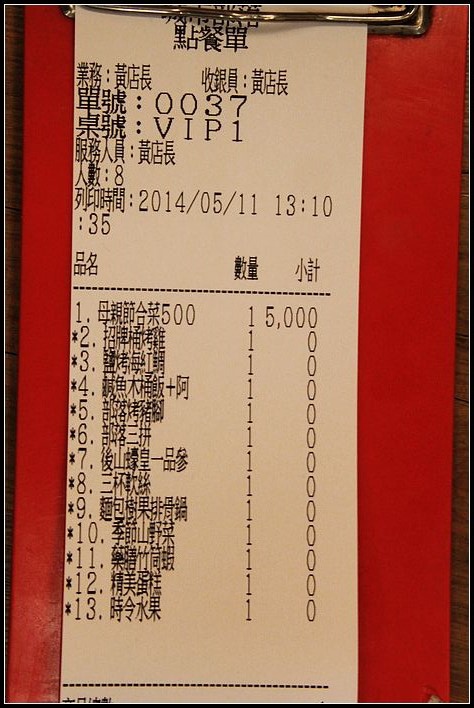 點餐單
業務：黃店長 收銀員：黃店長
單號：0037
桌號：VIP1
服務人員：黃店長
人數：8
列印時間：2014/05/11 13:10
:35
品名 數量 小計
1. 母親節合菜500 1 5,000
*2. 招牌桶烤雞 1 0
*3. 鹽烤海紅鯛 1 0
*4. 鹹魚木桶飯+阿 1 0
*5. 部落烤豬腳 1 0
*6. 部落三拼 1 0
*7. 後山蠔皇一品參 1 0
*8. 三杯軟絲 1 0
*9. 麵包樹果排骨鍋 1 0
*10. 季節山野菜 1 0
*11. 藥膳竹筒蝦 1 0
*12. 精美蛋糕 1 0
*13. 時令水果 1 0